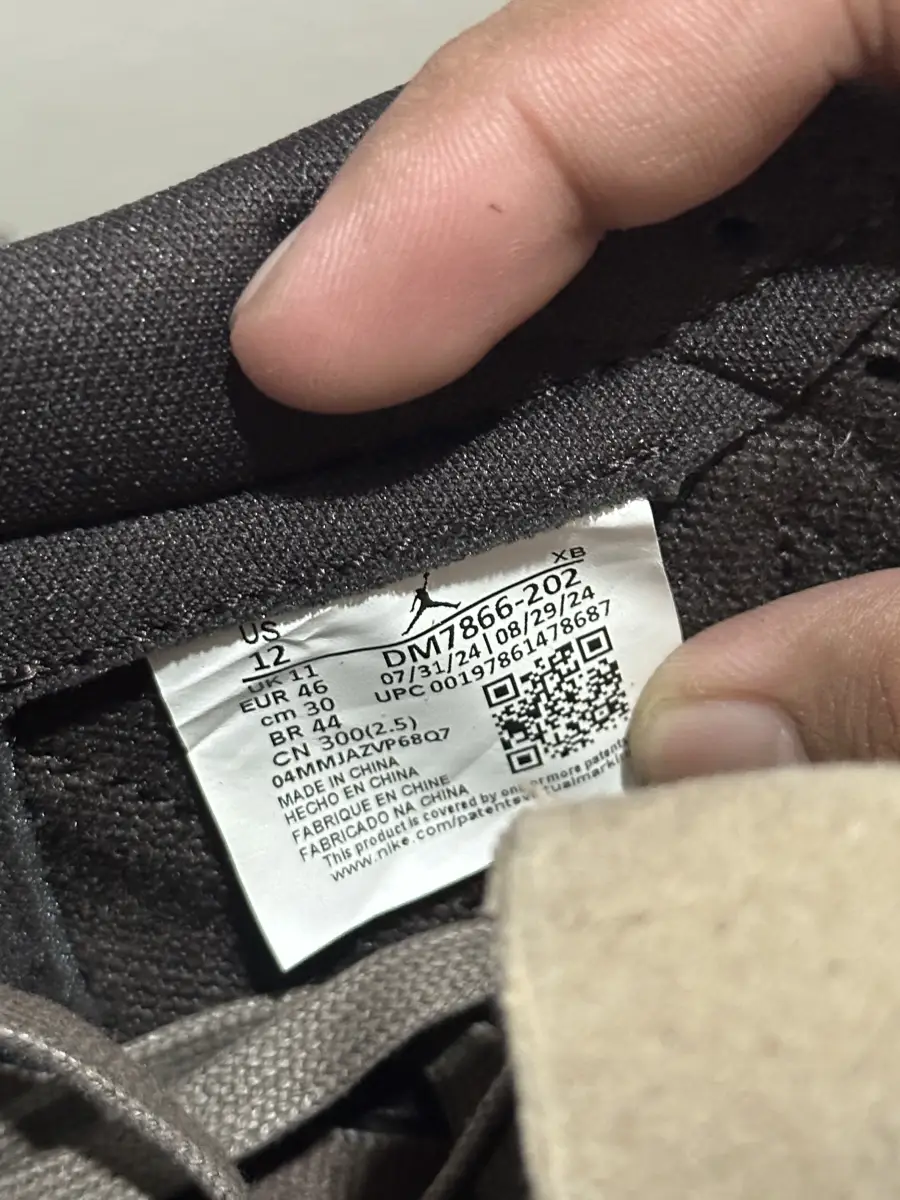 XB
US
12
UK 11
EUR 46
cm 30
BR 44
CN 300(2.5)
04MMJAZVP68Q7
DM7866-202
07/31/24|08/29/24
UPC 00197861478687
MADE IN CHINA
HECHO EN CHINA
FABRIQUE EN CHINE
FABRICADO NA CHINA
This product is covered by one or more patents
www.nike.com/patents